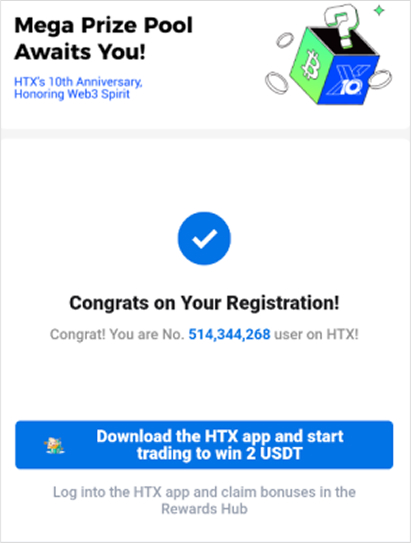 Mega Prize Pool
Awaits You!
HTX's 10th Anniversary,
Honoring Web3 Spirit
X
10
Congrats on Your Registration!
Congrat! You are No. 514,344,268 user on HTX!
Download the HTX app and start
trading to win 2 USDT
Log into the HTX app and claim bonuses in the
Rewards Hub